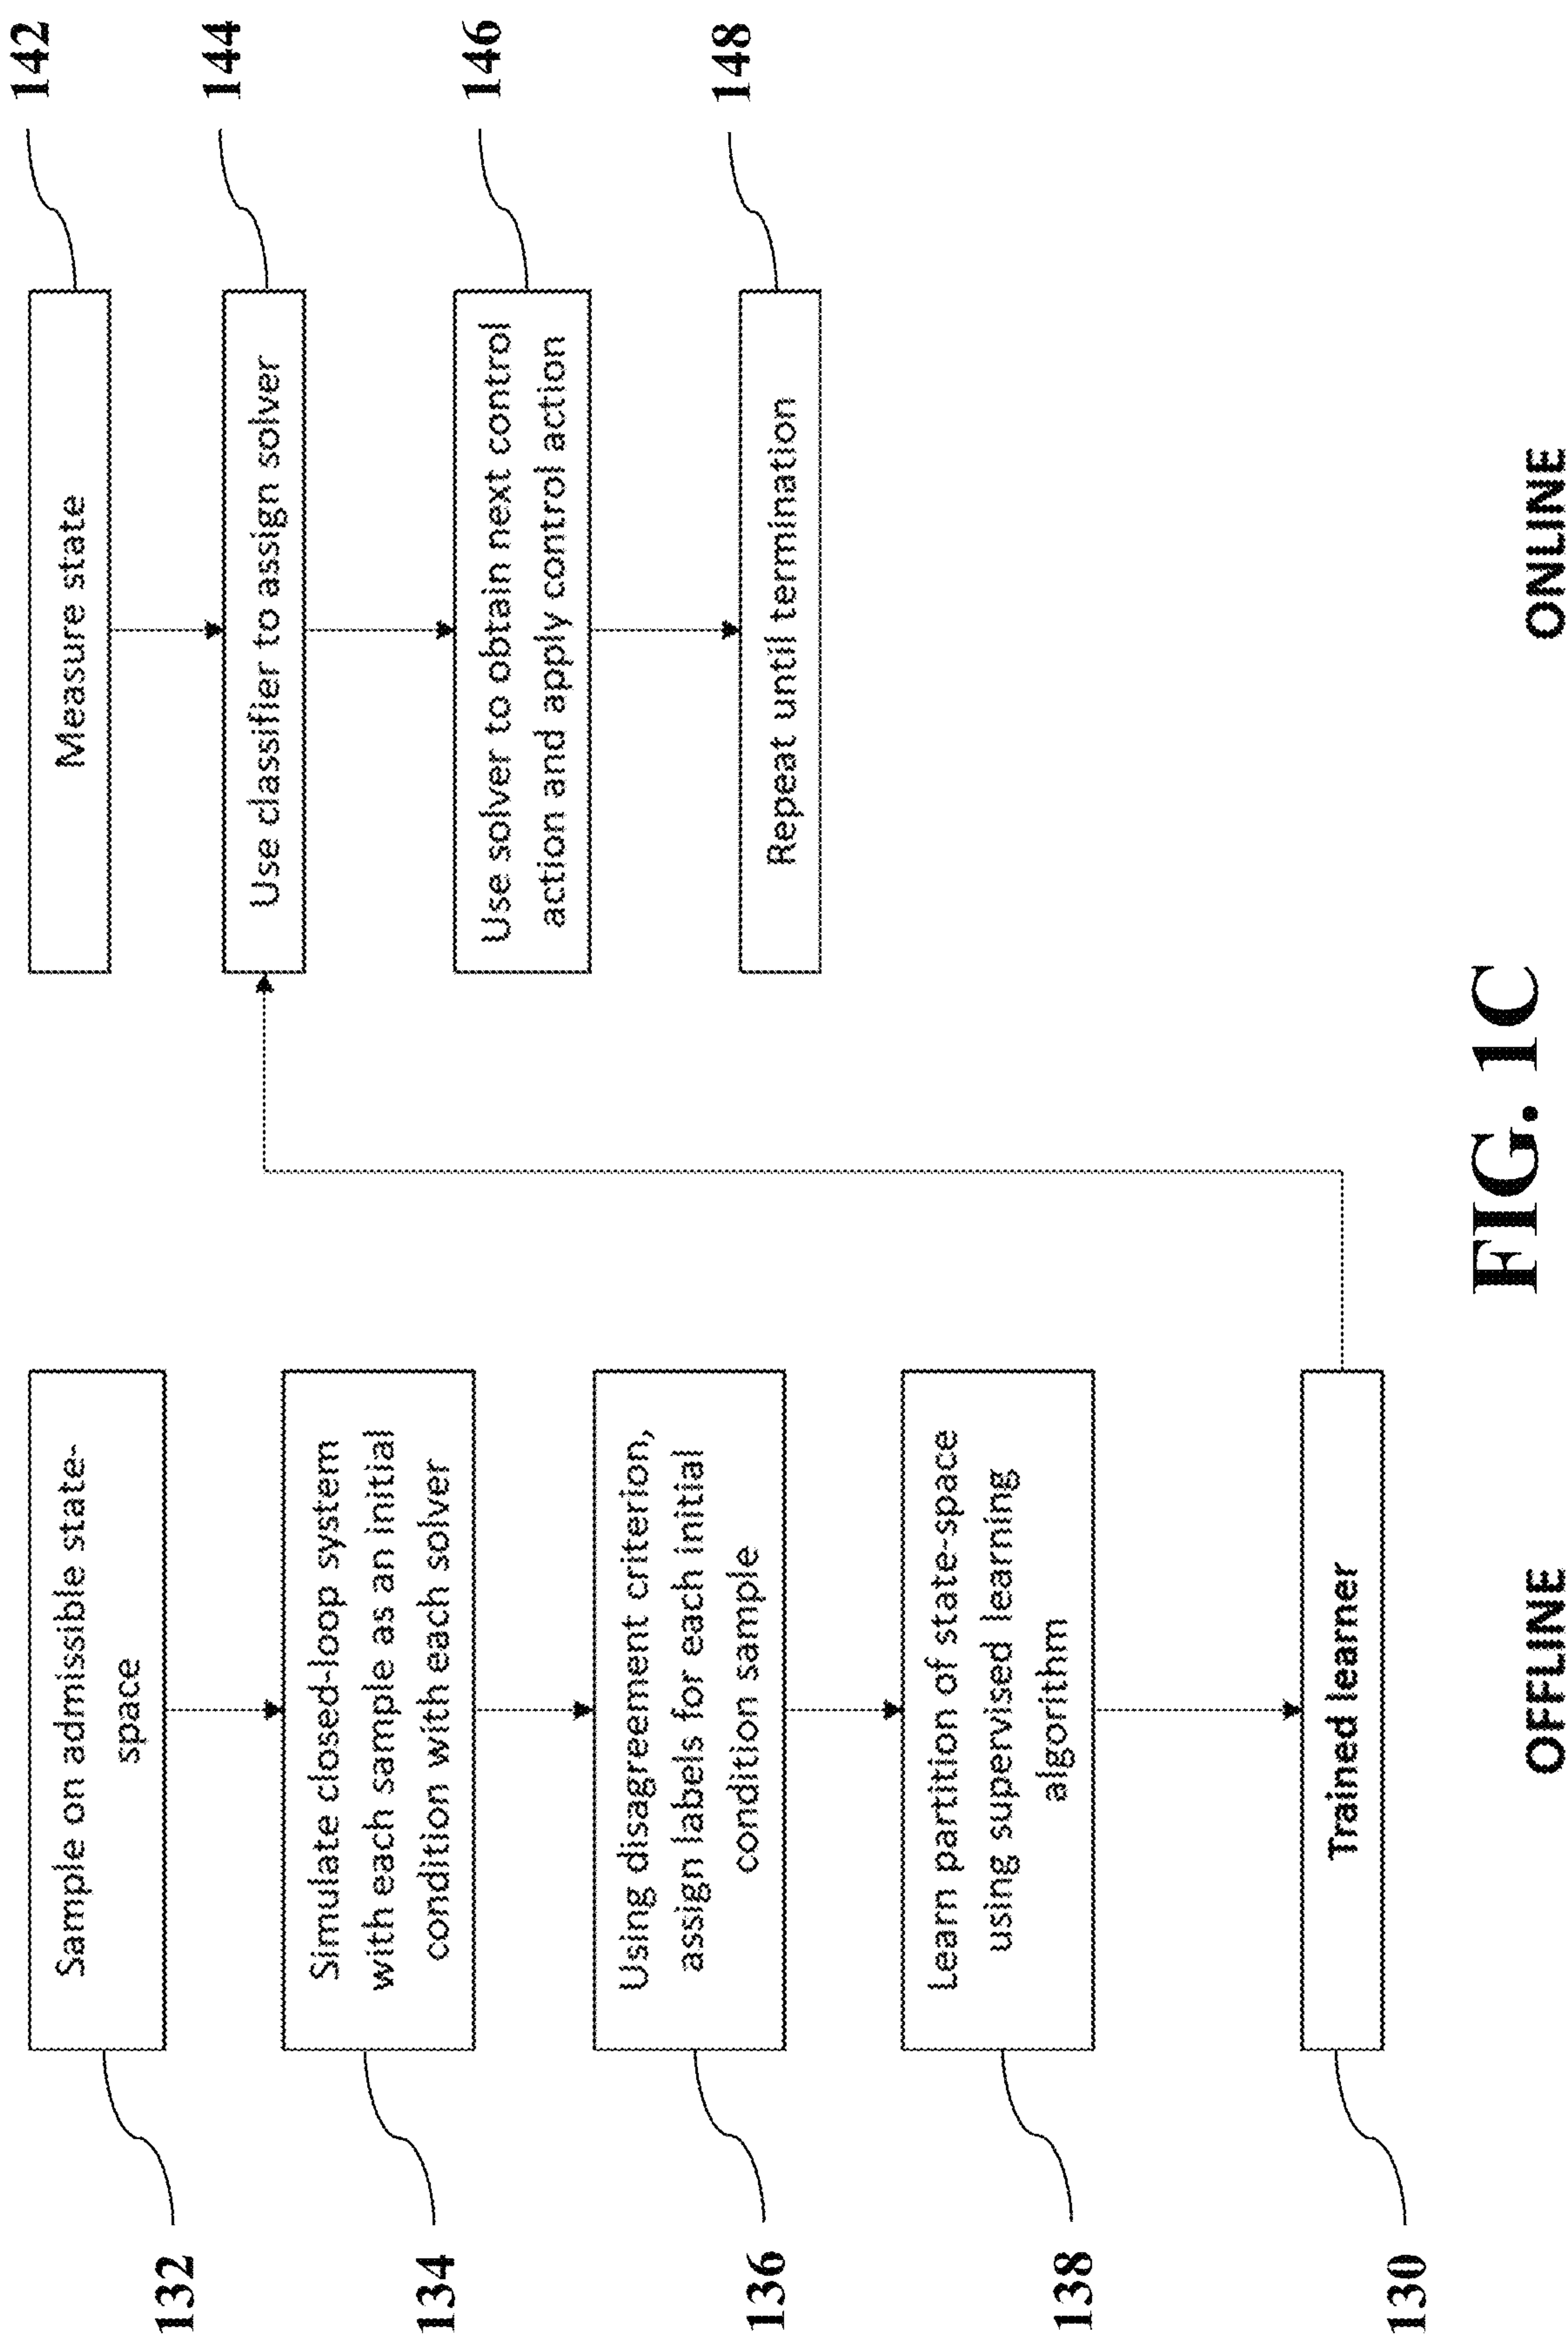 132
Sample on admissible state-
space
134
Simulate closed-loop system
with each sample as an initial
condition with each solver
136
Using disagreement criterion,
assign labels for each initial
condition sample
138
Learn partition of state-space
using supervised learning
algorithm
130
Trained learner
OFFLINE
142
Measure state
144
Use classifier to assign solver
146
Use solver to obtain next control
action and apply control action
148
Repeat until termination
ONLINE
FIG. 1C